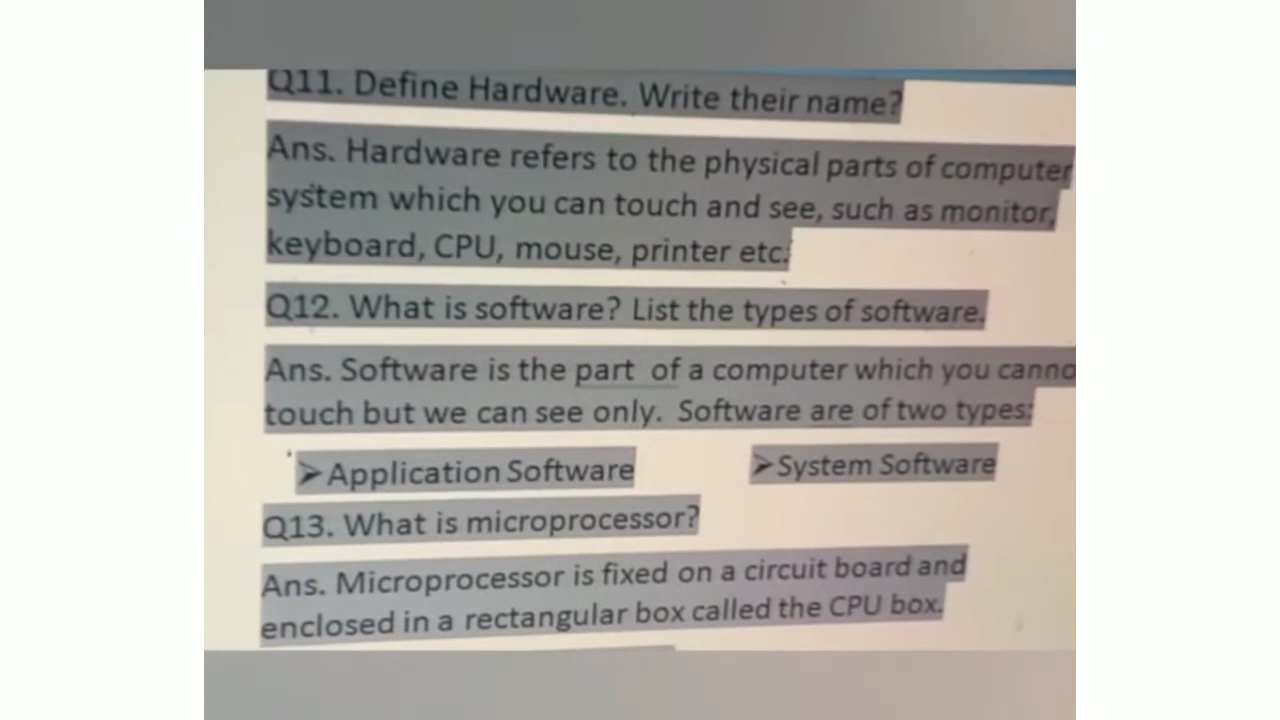 Q11. Define Hardware. Write their name?
Ans. Hardware refers to the physical parts of computer
system which you can touch and see, such as monitor,
keyboard, CPU, mouse, printer etc.
Q12. What is software? List the types of software.
Ans. Software is the part of a computer which you canno
touch but we can see only. Software are of two types:
➤Application Software ➤System Software
Q13. What is microprocessor?
Ans. Microprocessor is fixed on a circuit board and
enclosed in a rectangular box called the CPU box.